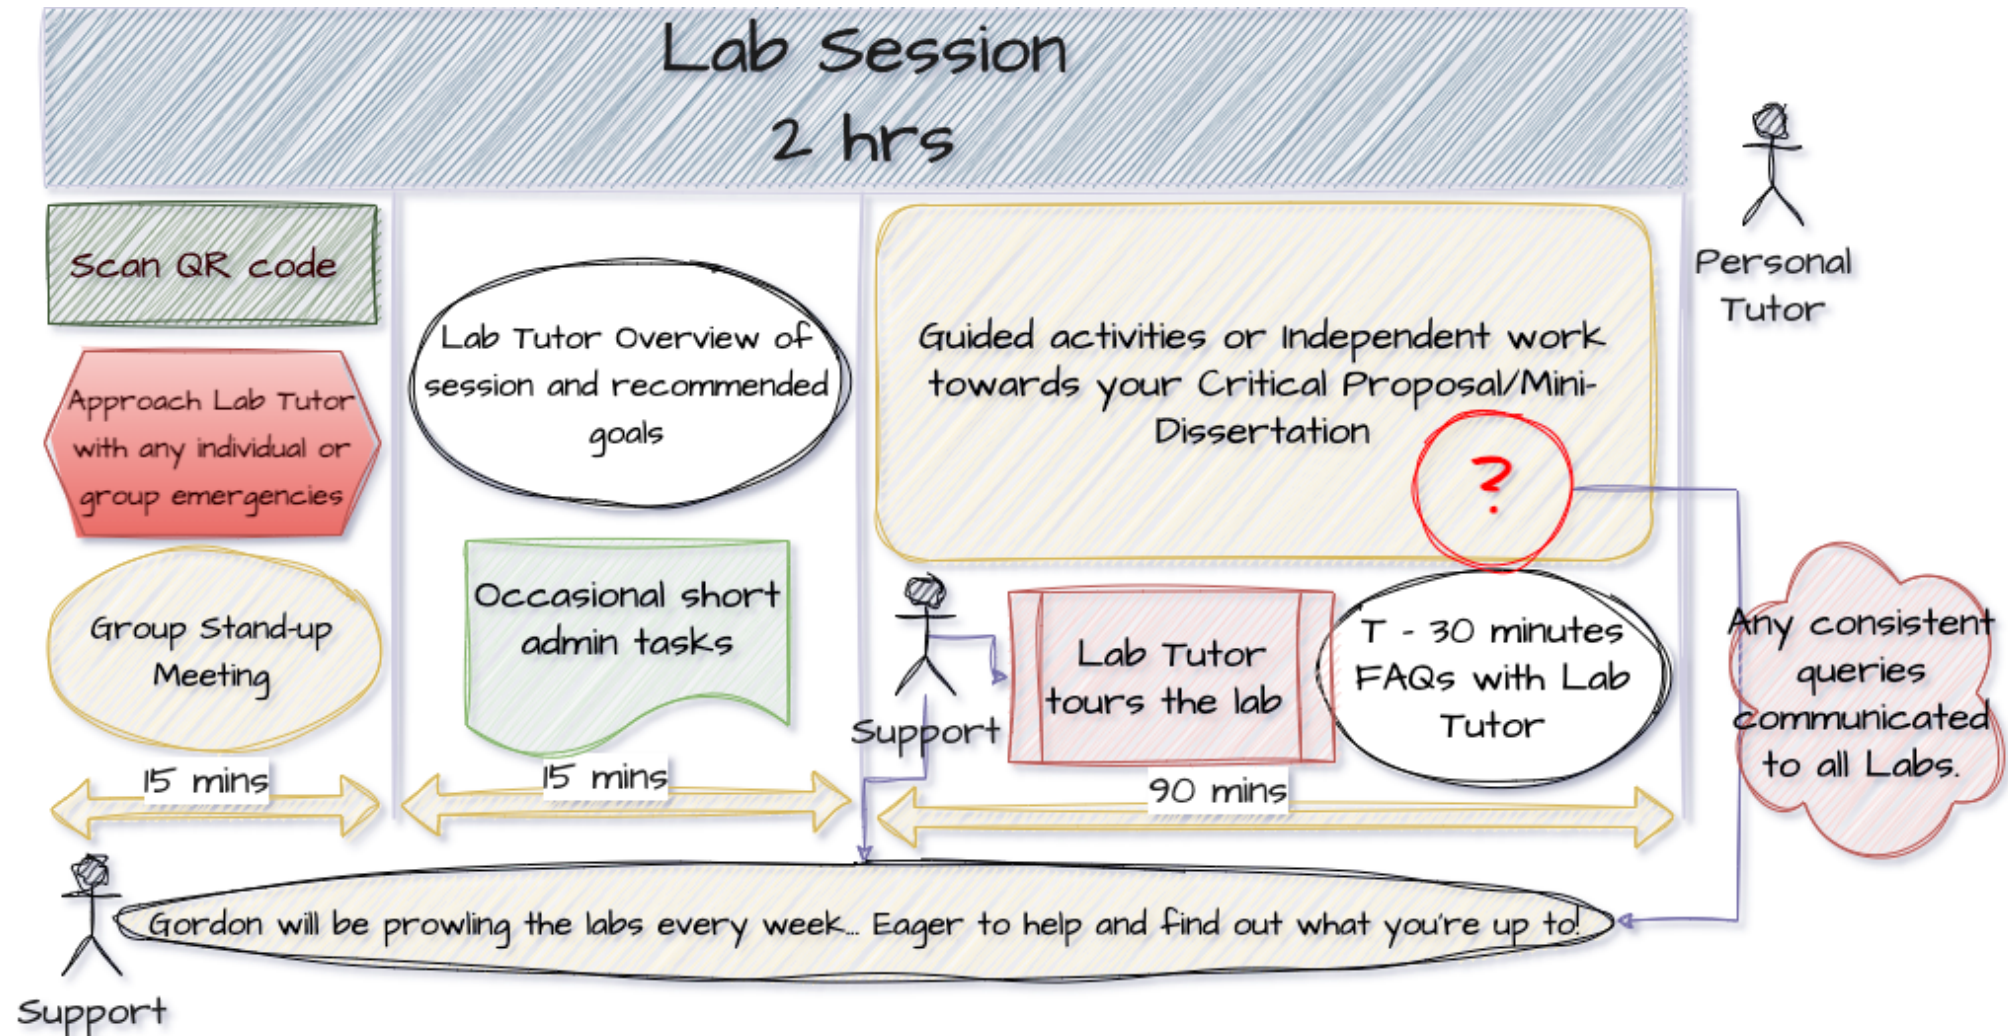 Lab Session
2 hrs
Scan QR code
Approach Lab Tutor
with any individual or
group emergencies
Group Stand-up
Meeting
15 mins
Lab Tutor Overview of
session and recommended
goals
Occasional short
admin tasks
15 mins
Guided activities or Independent work
towards your Critical Proposal/Mini-
Dissertation
?
Support
Lab Tutor
tours the lab
T - 30 minutes
FAQs with Lab
Tutor
90 mins
Personal
Tutor
Any consistent
queries
communicated
to all Labs.
Gordon will be prowling the labs every week... Eager to help and find out what you're up to!
Support